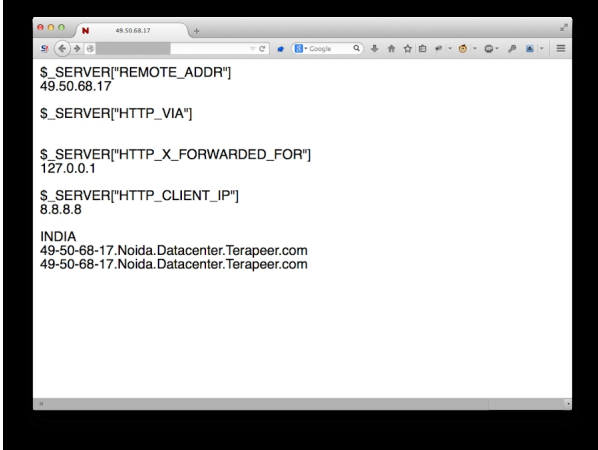 49.50.68.17
Google
$_SERVER["REMOTE_ADDR"]
49.50.68.17
$_SERVER["HTTP_VIA"]
$_SERVER["HTTP_X_FORWARDED_FOR"]
127.0.0.1
$_SERVER["HTTP_CLIENT_IP"]
8.8.8.8
INDIA
49-50-68-17.Noida.Datacenter.Terapeer.com
49-50-68-17.Noida.Datacenter.Terapeer.com